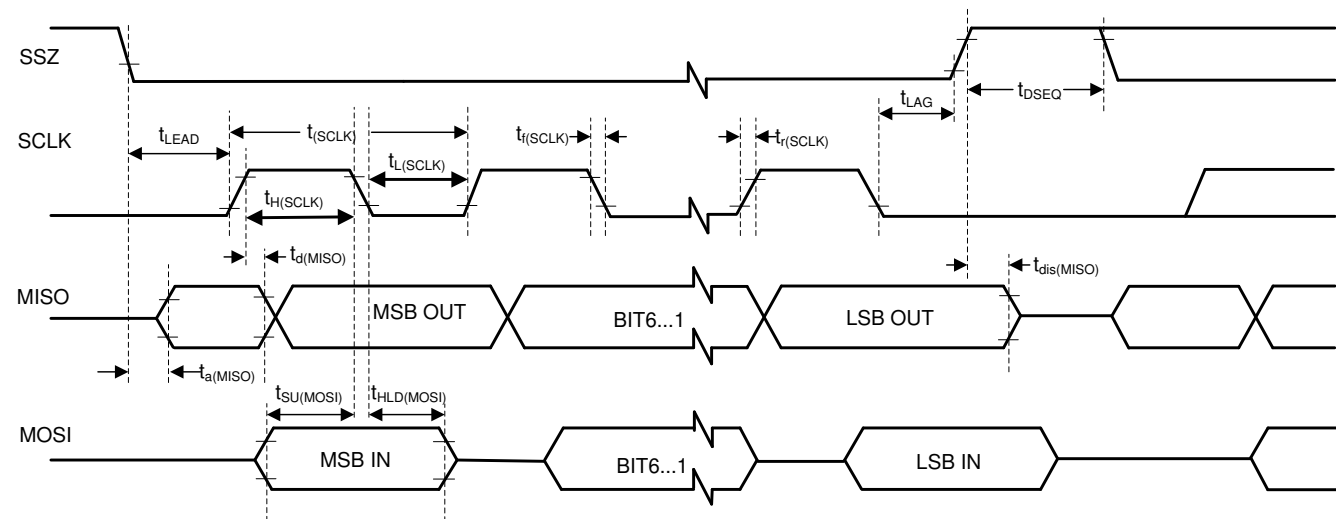 SSZ
tLAG
tDSEQ
SCLK
tLEAD
t(SCLK)
tf(SCLK)
tr(SCLK)
tL(SCLK)
tH(SCLK)
td(MISO)
tdis(MISO)
MISO
MSB OUT
BIT6...1
LSB OUT
ta(MISO)
tSU(MOSI)
tHLD(MOSI)
MOSI
MSB IN
BIT6...1
LSB IN